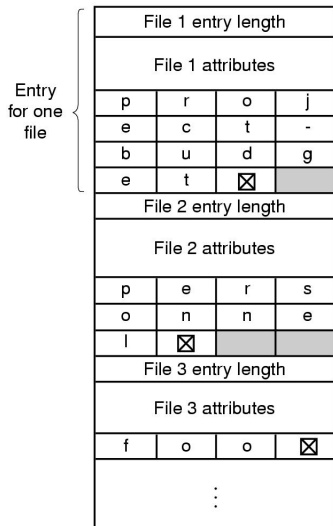 Entry
for one
file
File 1 entry length
File 1 attributes
p r o j
e c t -
b u d g
e t ☒
File 2 entry length
File 2 attributes
p e r s
o n n e
l ☒
File 3 entry length
File 3 attributes
f o o ☒
⋮